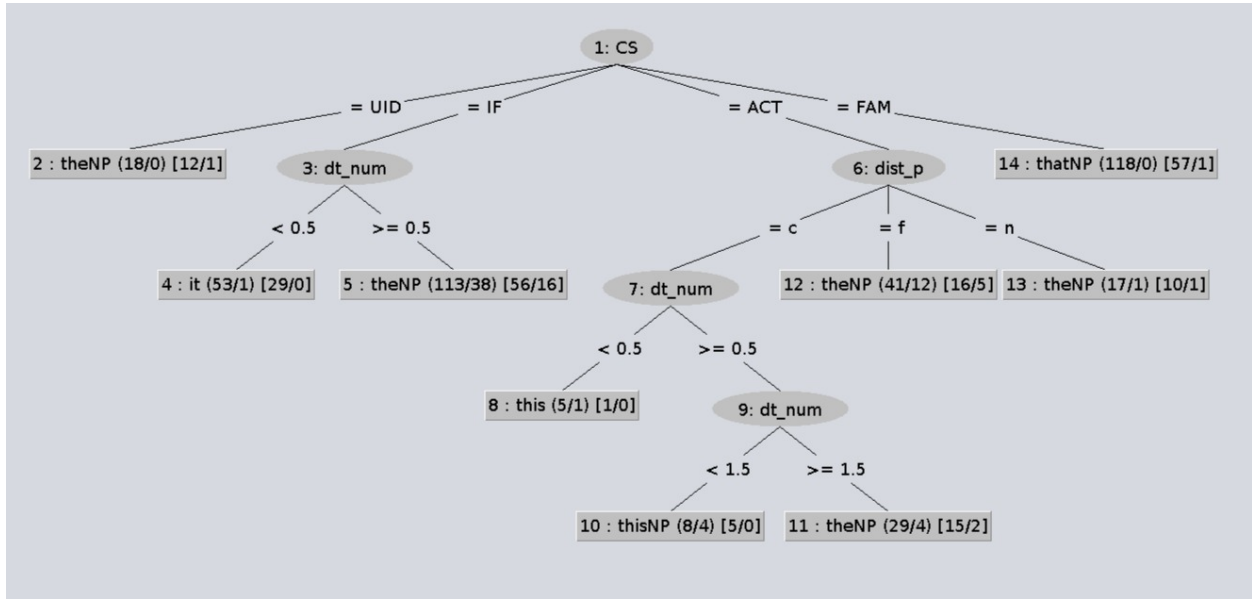 1: CS
= UID
= IF
= ACT
= FAM
2 : theNP (18/0) [12/1]
3: dt_num
6: dist_p
14 : thatNP (118/0) [57/1]
< 0.5
>= 0.5
= c
= f
= n
4 : it (53/1) [29/0]
5 : theNP (113/38) [56/16]
7: dt_num
12 : theNP (41/12) [16/5]
13 : theNP (17/1) [10/1]
< 0.5
>= 0.5
8 : this (5/1) [1/0]
9: dt_num
< 1.5
>= 1.5
10 : thisNP (8/4) [5/0]
11 : theNP (29/4) [15/2]